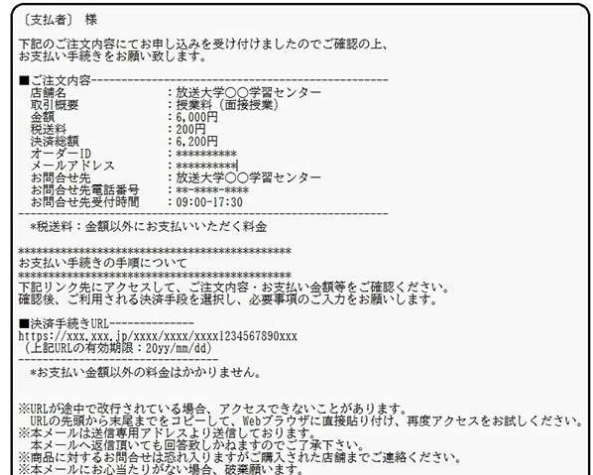 〔支払者〕 様
下記のご注文内容にてお申し込みを受け付けましたのでご確認の上、
お支払い手続きをお願い致します。
■ご注文内容------------------------------------------------
店舗名 ：放送大学○○学習センター
取引概要 ：授業料（面接授業）
金額 ：6,000円
税送料 ：200円
決済総額 ：6,200円
オーダーID ：**********
メールアドレス ：**********
お問合せ先 ：放送大学○○学習センター
お問合せ先電話番号 ：**-****-****
お問合せ先受付時間 ：09:00-17:30
------------------------------------------------------------
*税送料：金額以外にお支払いいただく料金
********************************************
お支払い手続きの手順について
********************************************
下記リンク先にアクセスして、ご注文内容・お支払い金額等をご確認ください。
確認後、ご利用される決済手段を選択し、必要事項のご入力をお願いします。
■決済手続きURL--------------
https://xxx.xxx.jp/xxxx/xxxx/xxxx1234567890xxx
（上記URLの有効期限：20yy/mm/dd）
--------------------------------
*お支払い金額以外の料金はかかりません。
※URLが途中で改行されている場合、アクセスできないことがあります。
URLの先頭から末尾までをコピーして、Webブラウザに直接貼り付け、再度アクセスをお試しください。
※本メールは送信専用アドレスより送信しております。
本メールへ返信頂いても回答致しかねますのでご了承下さい。
※商品に対するお問合せは恐れ入りますがご購入された店舗までご連絡ください。
※本メールにお心当たりがない場合、破棄願います。